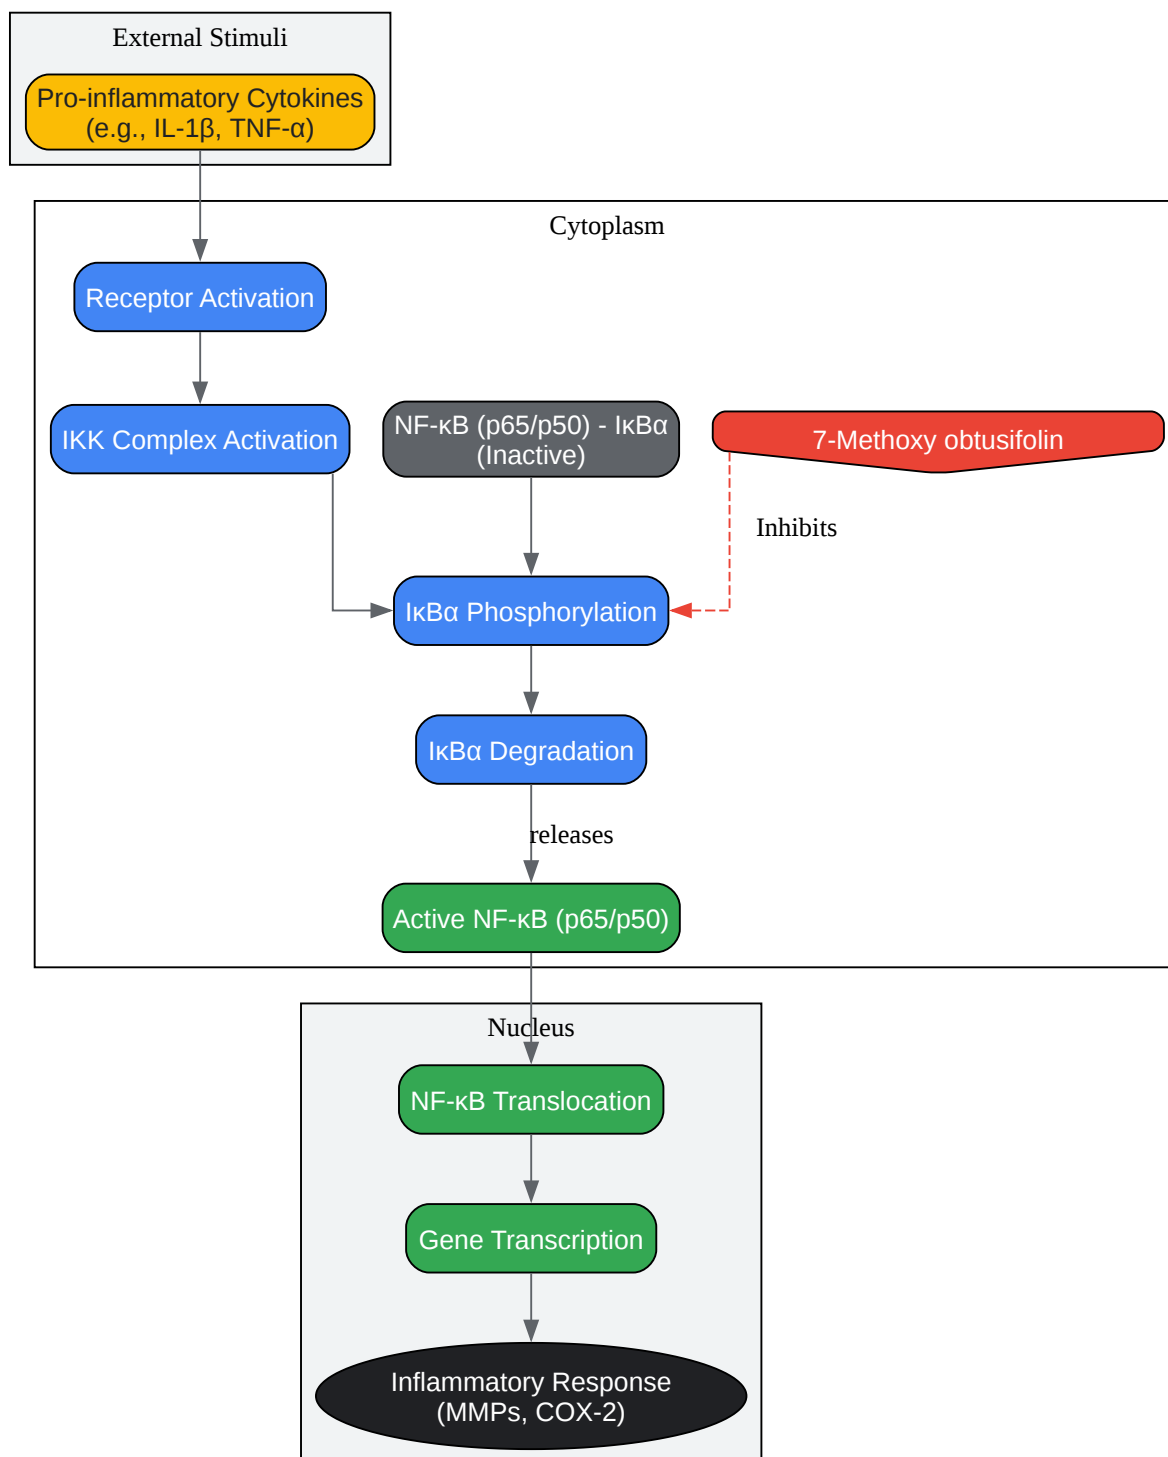 External Stimuli
Pro-inflammatory Cytokines
(e.g., IL-1β, TNF-α)
Cytoplasm
Receptor Activation
IKK Complex Activation
NF-κB (p65/p50) - IκBα
(Inactive)
7-Methoxy obtusifolin
Inhibits
IκBα Phosphorylation
IκBα Degradation
releases
Active NF-κB (p65/p50)
Nucleus
NF-κB Translocation
Gene Transcription
Inflammatory Response
(MMPs, COX-2)